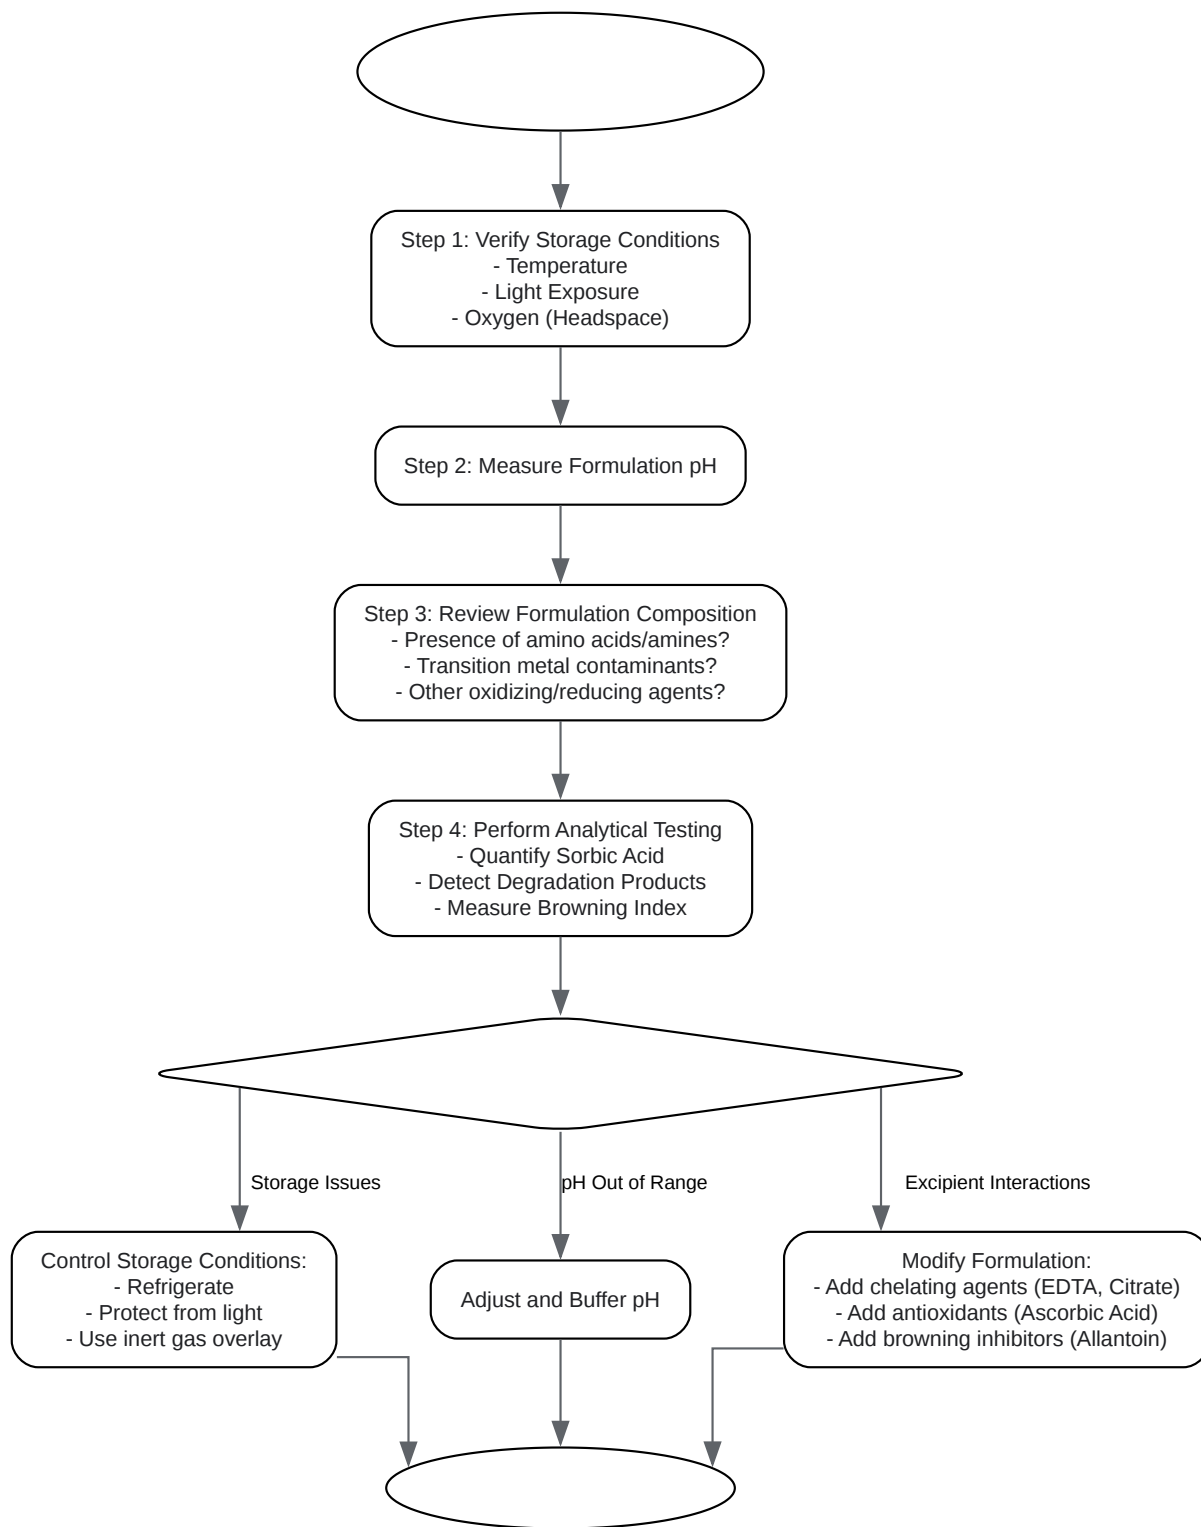 Step 1: Verify Storage Conditions
- Temperature
- Light Exposure
- Oxygen (Headspace)
Step 2: Measure Formulation pH
Step 3: Review Formulation Composition
- Presence of amino acids/amines?
- Transition metal contaminants?
- Other oxidizing/reducing agents?
Step 4: Perform Analytical Testing
- Quantify Sorbic Acid
- Detect Degradation Products
- Measure Browning Index
Storage Issues
pH Out of Range
Excipient Interactions
Control Storage Conditions:
- Refrigerate
- Protect from light
- Use inert gas overlay
Adjust and Buffer pH
Modify Formulation:
- Add chelating agents (EDTA, Citrate)
- Add antioxidants (Ascorbic Acid)
- Add browning inhibitors (Allantoin)